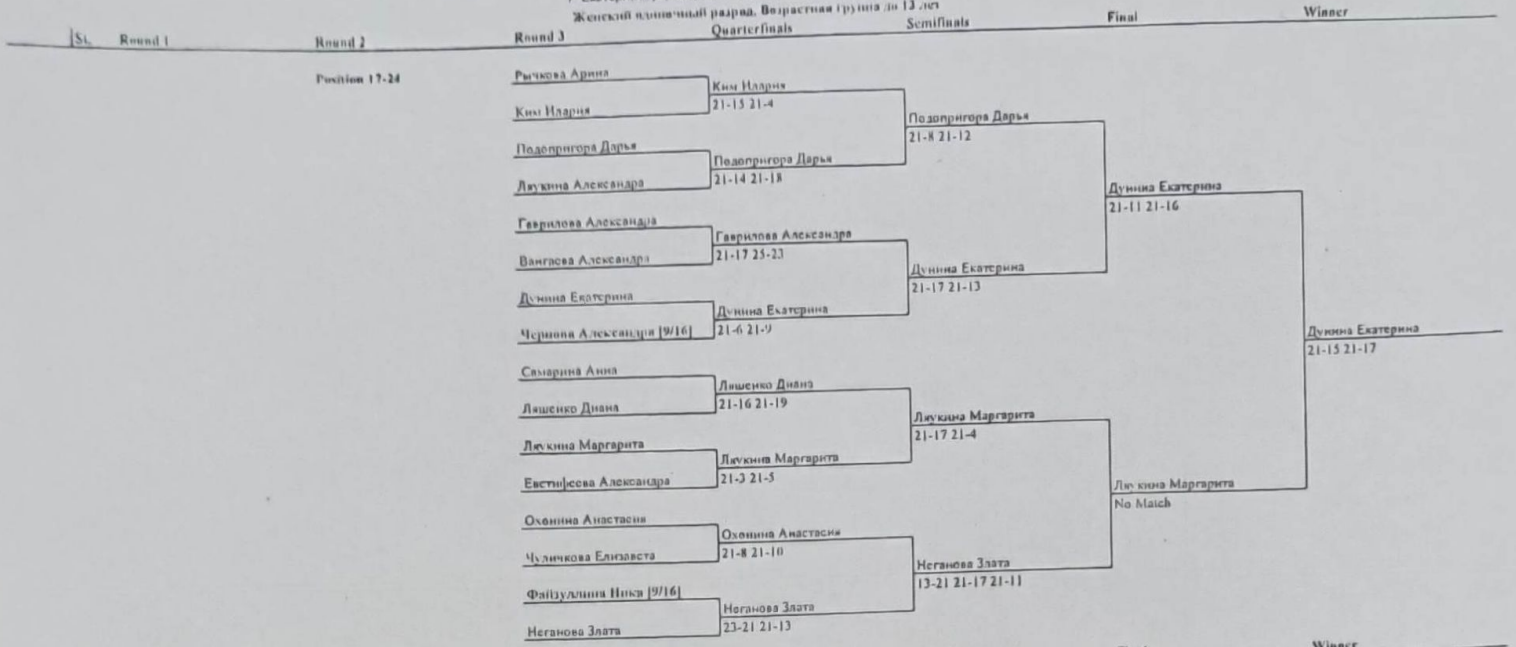 Женский одиночный разряд. Возрастная группа до 13 лет
St. Round 1 Round 2 Round 3 Quarterfinals Semifinals Final Winner
Position 17-24
Рычкова Арина
Ким Илария
21-15 21-4
Ким Илария
Подопригора Дарья
21-8 21-12
Подопригора Дарья
Подопригора Дарья
21-14 21-18
Ляукина Александра
Дунина Екатерина
21-11 21-16
Гаврилова Александра
Гаврилова Александра
21-17 25-23
Вангаева Александра
Дунина Екатерина
21-17 21-13
Дунина Екатерина
Дунина Екатерина
21-6 21-9
Чернова Александра [9/16]
Дунина Екатерина
21-15 21-17
Самарина Анна
Ляшенко Диана
21-16 21-19
Ляшенко Диана
Ляукина Маргарита
21-17 21-4
Ляукина Маргарита
Ляукина Маргарита
21-3 21-5
Евстифеева Александра
Ляукина Маргарита
No Match
Охонина Анастасия
Охонина Анастасия
21-8 21-10
Чуличкова Елизавета
Неганова Злата
13-21 21-17 21-11
Файзуллина Ника [9/16]
Неганова Злата
23-21 21-13
Неганова Злата
Winner